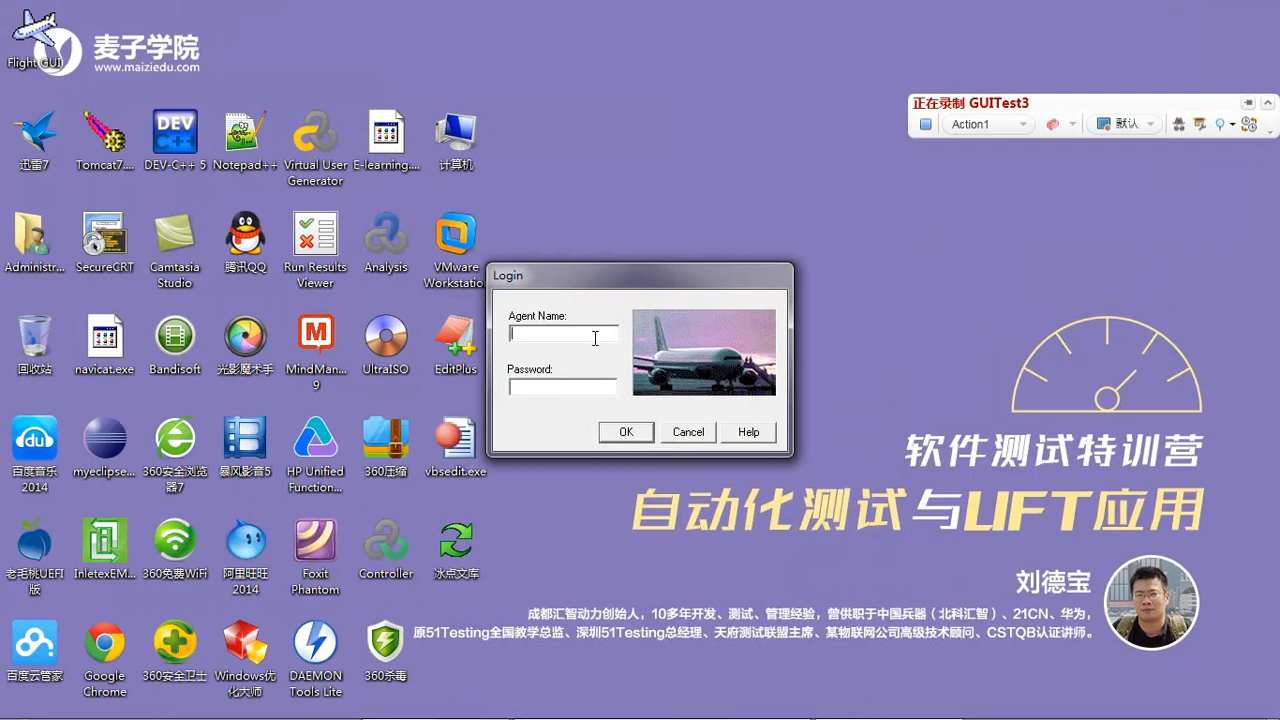 Flight GUI
麦子学院
www.maiziedu.com
正在录制 GUITest3
Action1
默认
迅雷7
Tomcat7....
DEV
C++
DEV-C++ 5
Notepad++
Virtual User
Generator
E-learning....
计算机
Administr...
SecureCRT
Camtasia
Studio
腾讯QQ
Run Results
Viewer
Analysis
VMware
Workstatio
Login
Agent Name:
Password:
OK
Cancel
Help
回收站
navicat.exe
Bandisoft
光影魔术手
M
MindMan...
9
UltraISO
EditPlus
du
百度音乐
2014
myeclipse...
360安全浏览
器7
暴风影音5
HP Unified
Function...
360压缩
vbsedit.exe
老毛桃UEFI
版
InletexEM...
360免费WiFi
阿里旺旺
2014
Foxit
Phantom
Controller
冰点文库
百度云管家
Google
Chrome
360安全卫士
Windows优
化大师
DAEMON
Tools Lite
360杀毒
软件测试特训营
自动化测试与UFT应用
刘德宝
成都汇智动力创始人，10多年开发、测试、管理经验，曾供职于中国兵器（北科汇智）、21CN、华为，
原51Testing全国教学总监、深圳51Testing总经理、天府测试联盟主席、某物联网公司高级技术顾问、CSTQB认证讲师。